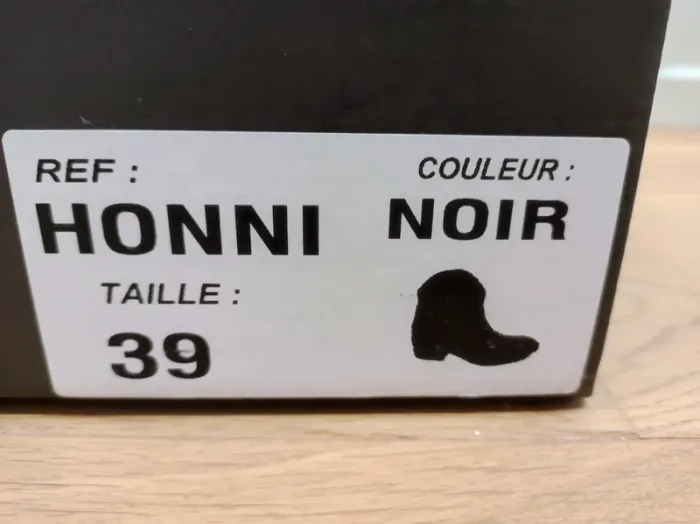 REF :
HONNI
COULEUR :
NOIR
TAILLE :
39